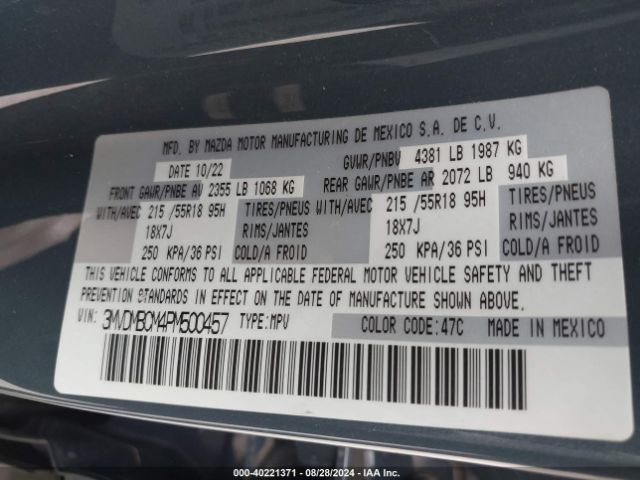 MFD. BY MAZDA MOTOR MANUFACTURING DE MEXICO S.A. DE C.V.
DATE 10/22 GVWR/PNBV 4381 LB 1987 KG
FRONT GAWR/PNBE AV 2355 LB 1068 KG REAR GAWR/PNBE AR 2072 LB 940 KG
WITH/AVEC 215 /55R18 95H TIRES/PNEUS WITH/AVEC 215 /55R18 95H TIRES/PNEUS
18X7J RIMS/JANTES 18X7J RIMS/JANTES
250 KPA/36 PSI COLD/A FROID 250 KPA/36 PSI COLD/A FROID
THIS VEHICLE CONFORMS TO ALL APPLICABLE FEDERAL MOTOR VEHICLE SAFETY AND THEFT
PREVENTION STANDARDS IN EFFECT ON THE DATE OF MANUFACTURE SHOWN ABOVE.
VIN: 3MVDMBCM4PM500457 TYPE:MPV COLOR CODE:47C MADE IN MEXICO
000-40221371 | 08/28/2024 | IAA Inc.